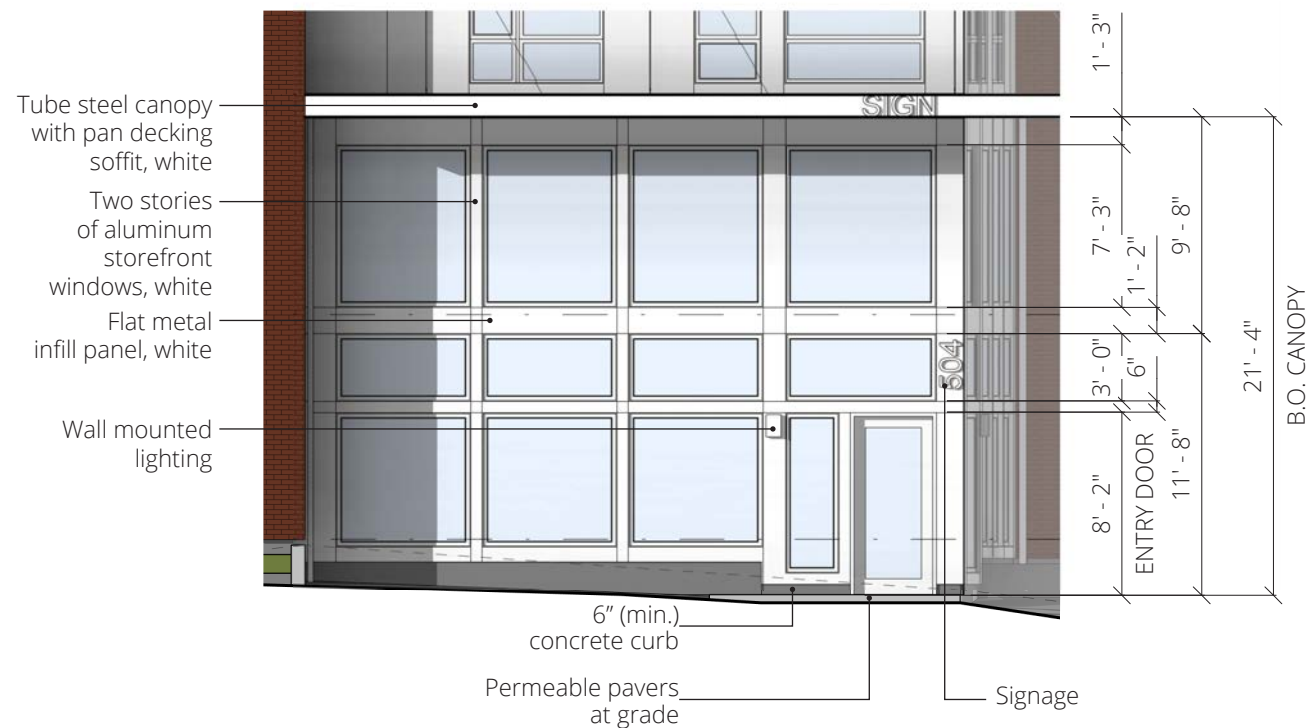 Tube steel canopy
with pan decking
soffit, white
Two stories
of aluminum
storefront
windows, white
Flat metal
infill panel, white
Wall mounted
lighting
6” (min.)
concrete curb
Permeable pavers
at grade
Signage
SIGN
504
1' - 3"
7' - 3"
1' - 2"
9' - 8"
3' - 0"
6"
8' - 2"
ENTRY DOOR
11' - 8"
21' - 4"
B.O. CANOPY